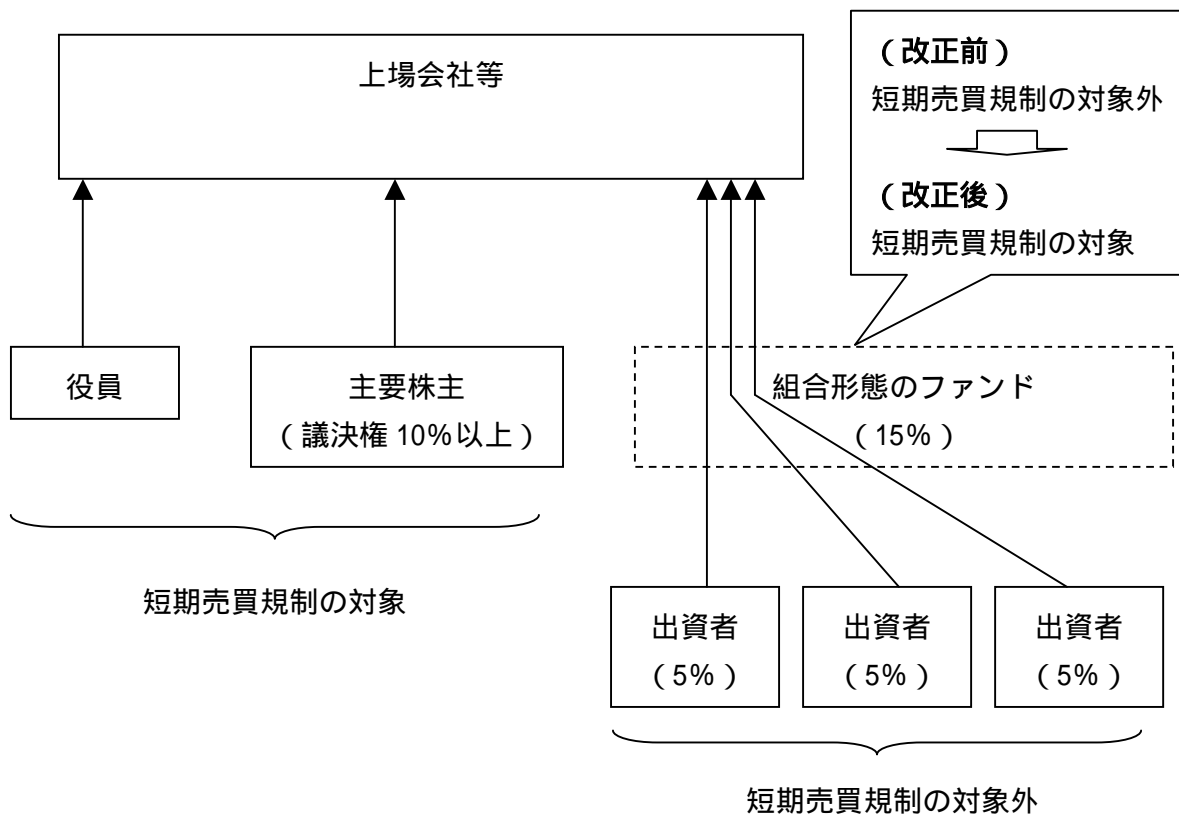 上場会社等
（改正前）
短期売買規制の対象外
（改正後）
短期売買規制の対象
役員
主要株主
（議決権 10％以上）
組合形態のファンド
（15％）
短期売買規制の対象
出資者
（5％）
出資者
（5％）
出資者
（5％）
短期売買規制の対象外